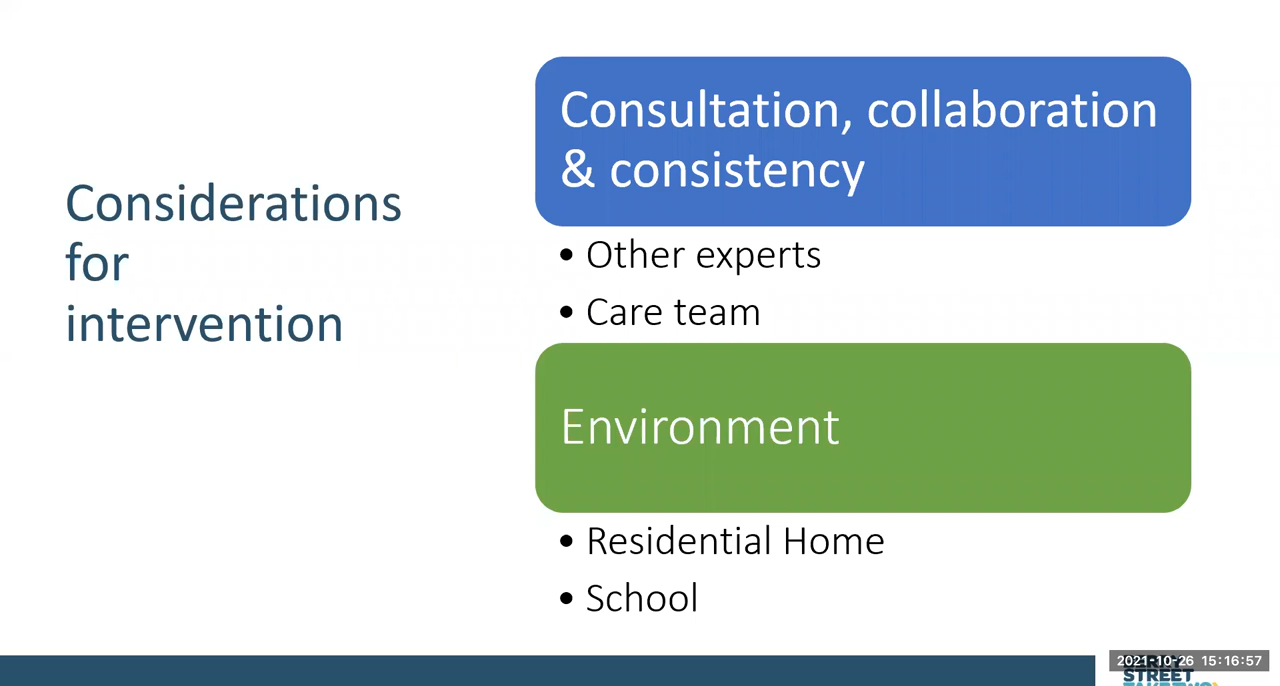 Considerations
for
intervention
Consultation, collaboration
& consistency
• Other experts
• Care team
Environment
• Residential Home
• School
2021-10-26 15:16:57
STREET